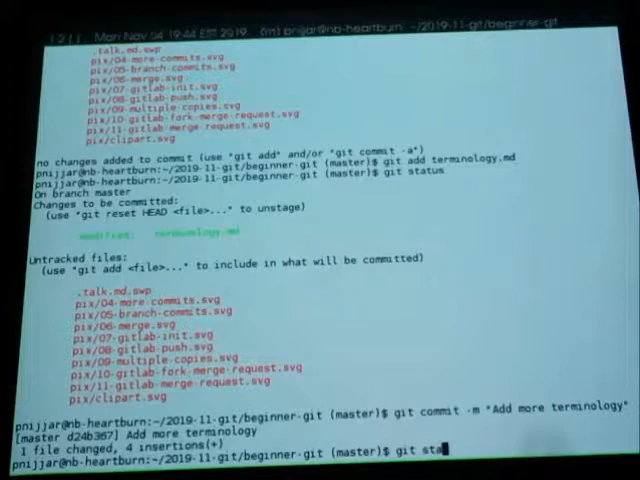 1 2 [ ] Mon Nov 04 19:44 EST 2019 (m) pnijjar@nb-heartburn: ~/2019-11-git/beginner-git
.talk.md.swp
pix/04-more-commits.svg
pix/05-branch-commits.svg
pix/06-merge.svg
pix/07-gitlab-init.svg
pix/08-gitlab-push.svg
pix/09-multiple-copies.svg
pix/10-gitlab-fork-merge-request.svg
pix/11-gitlab-merge-request.svg
pix/clipart.svg
no changes added to commit (use "git add" and/or "git commit -a")
pnijjar@nb-heartburn:~/2019-11-git/beginner-git (master)$ git add terminology.md
pnijjar@nb-heartburn:~/2019-11-git/beginner-git (master)$ git status
On branch master
Changes to be committed:
(use "git reset HEAD <file>..." to unstage)
modified: terminology.md
Untracked files:
(use "git add <file>..." to include in what will be committed)
.talk.md.swp
pix/04-more-commits.svg
pix/05-branch-commits.svg
pix/06-merge.svg
pix/07-gitlab-init.svg
pix/08-gitlab-push.svg
pix/09-multiple-copies.svg
pix/10-gitlab-fork-merge-request.svg
pix/11-gitlab-merge-request.svg
pix/clipart.svg
pnijjar@nb-heartburn:~/2019-11-git/beginner-git (master)$ git commit -m "Add more terminology"
[master d24b367] Add more terminology
1 file changed, 4 insertions(+)
pnijjar@nb-heartburn:~/2019-11-git/beginner-git (master)$ git sta